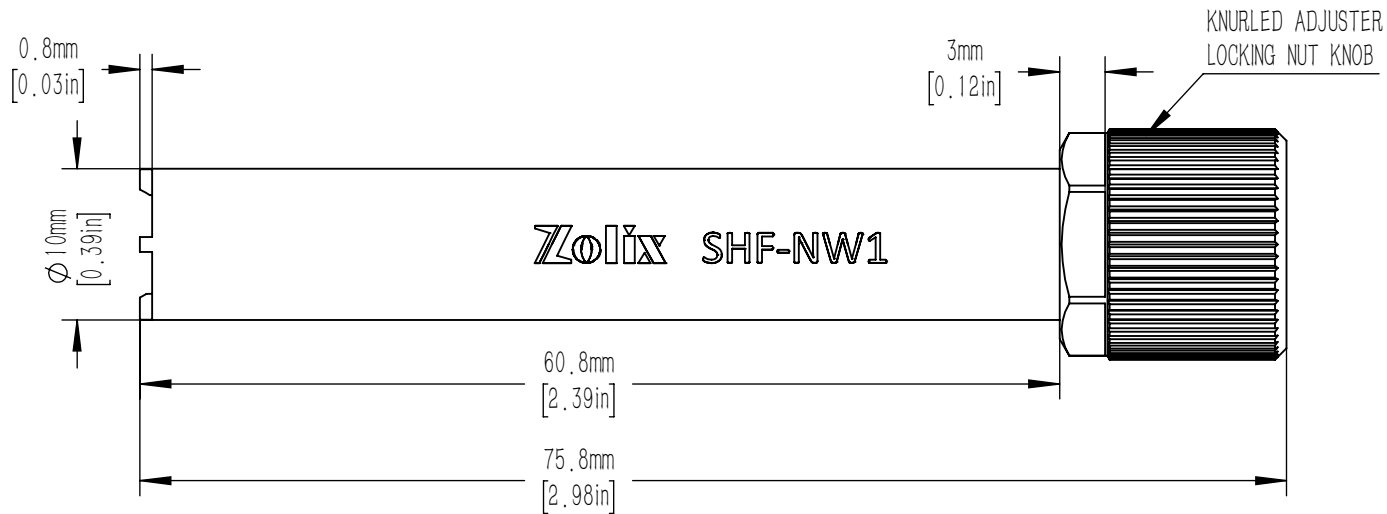 KNURLED ADJUSTER
LOCKING NUT KNOB
0.8mm
[0.03in]
3mm
[0.12in]
Ø10mm
[0.39in]
Zolix SHF-NW1
60.8mm
[2.39in]
75.8mm
[2.98in]